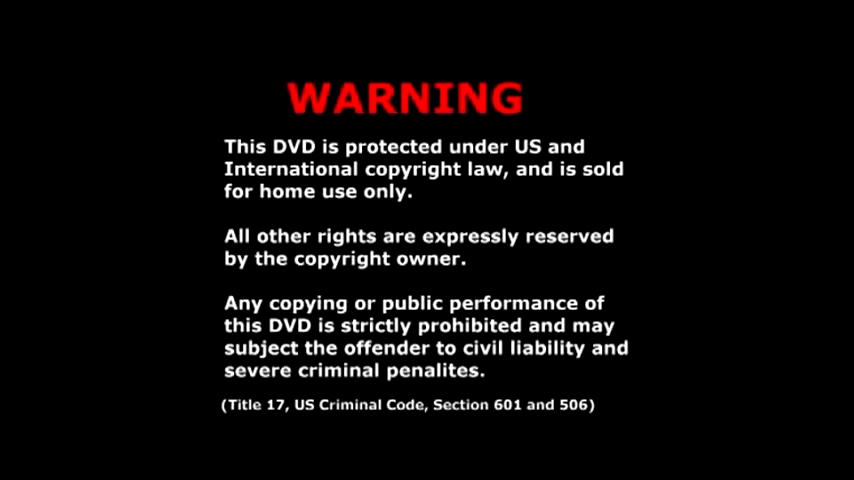 WARNING
This DVD is protected under US and
International copyright law, and is sold
for home use only.
All other rights are expressly reserved
by the copyright owner.
Any copying or public performance of
this DVD is strictly prohibited and may
subject the offender to civil liability and
severe criminal penalites.
(Title 17, US Criminal Code, Section 601 and 506)